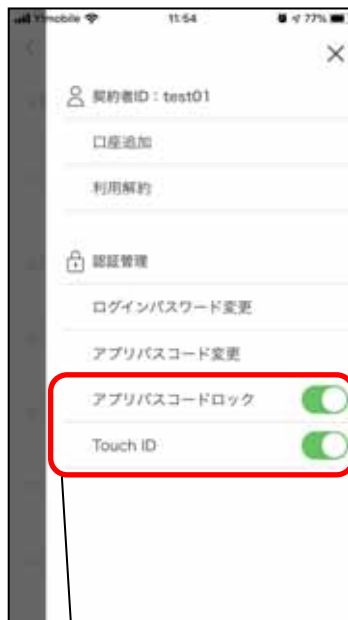 Y!mobile 11:54 77%
契約者ID：test01
口座追加
利用解約
認証管理
ログインパスワード変更
アプリパスコード変更
アプリパスコードロック
Touch ID